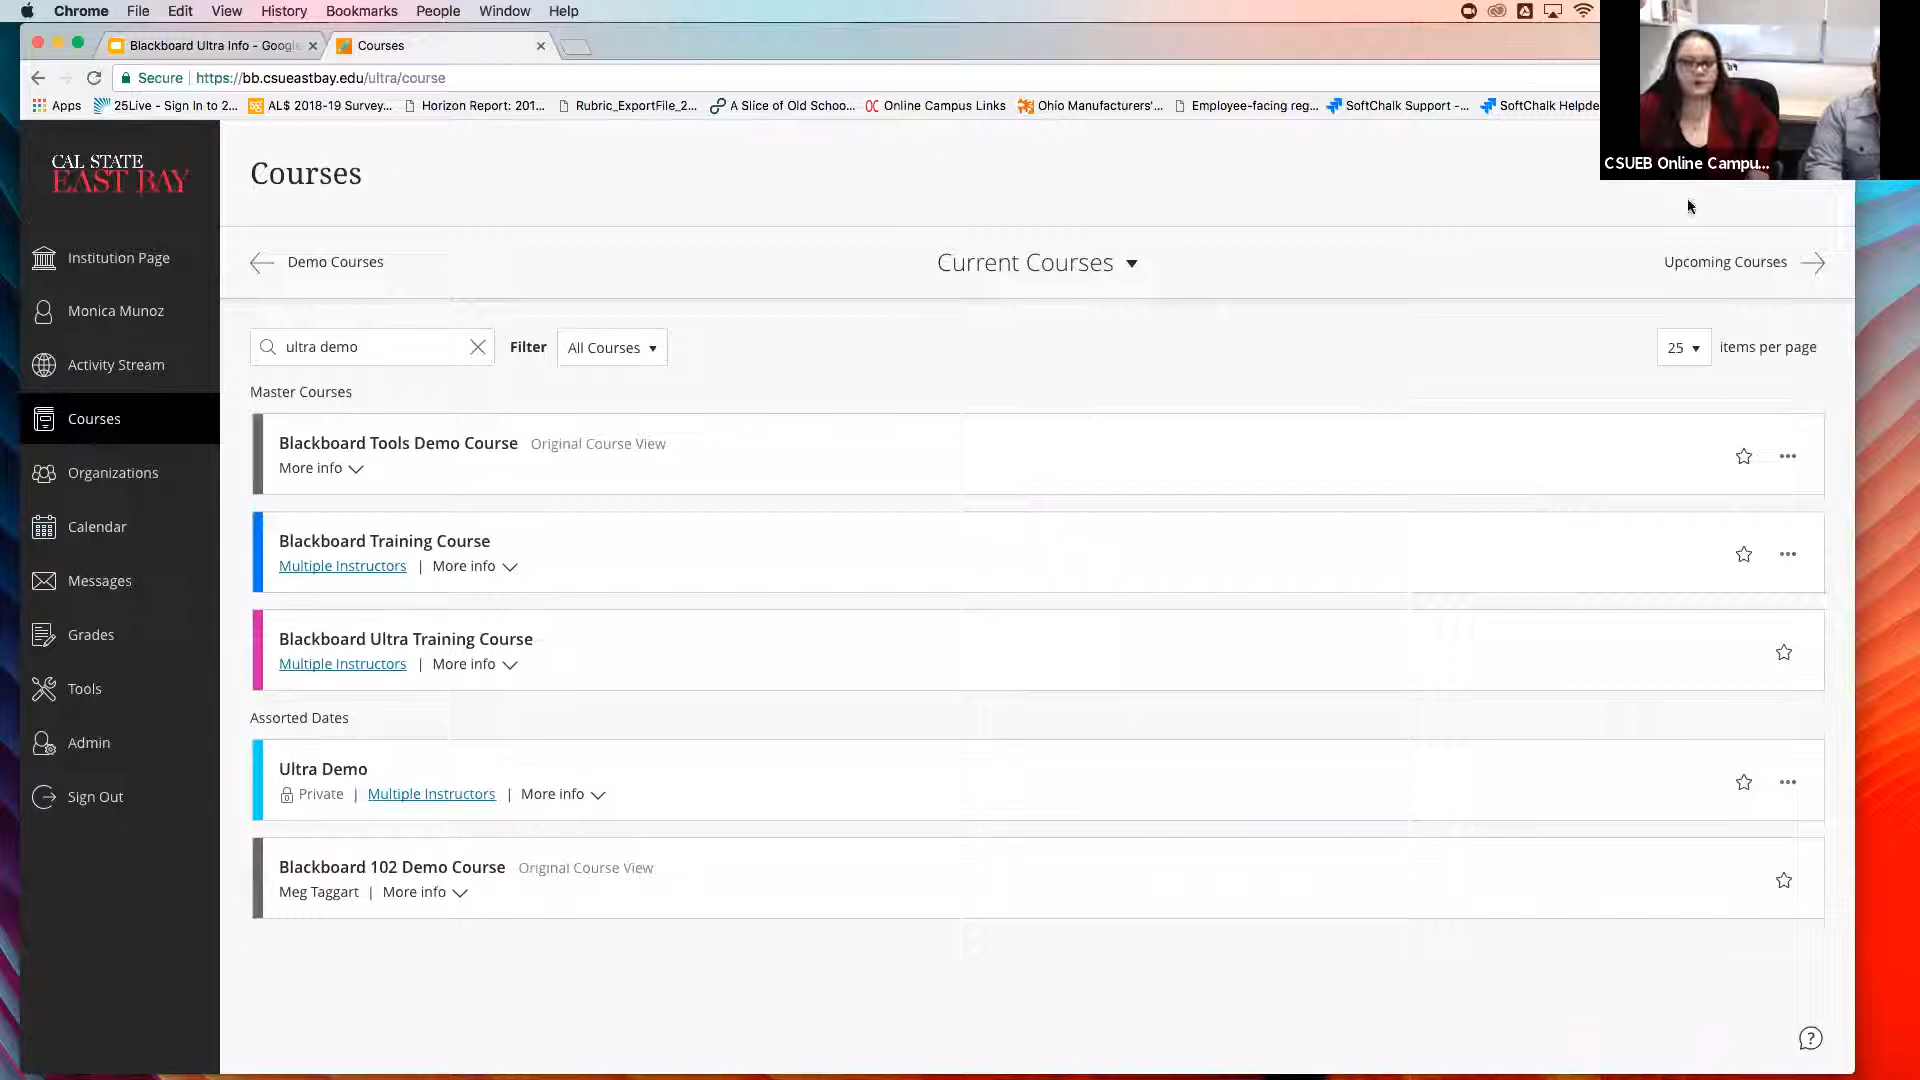 Chrome File Edit View History Bookmarks People Window Help
Blackboard Ultra Info - Google
Courses
Secure https://bb.csueastbay.edu/ultra/course
Apps 25Live - Sign In to 2... AL$ 2018-19 Survey... Horizon Report: 201... Rubric_ExportFile_2... A Slice of Old Schoo... OC Online Campus Links Ohio Manufacturers'... Employee-facing reg... SoftChalk Support -... SoftChalk Helpde
CSUEB Online Campu...
CAL STATE
EAST BAY
Institution Page
Monica Munoz
Activity Stream
Courses
Organizations
Calendar
Messages
Grades
Tools
Admin
Sign Out
Courses
Demo Courses
Current Courses
Upcoming Courses
ultra demo
Filter
All Courses
25
items per page
Master Courses
Blackboard Tools Demo Course Original Course View
More info
Blackboard Training Course
Multiple Instructors | More info
Blackboard Ultra Training Course
Multiple Instructors | More info
Assorted Dates
Ultra Demo
Private | Multiple Instructors | More info
Blackboard 102 Demo Course Original Course View
Meg Taggart | More info